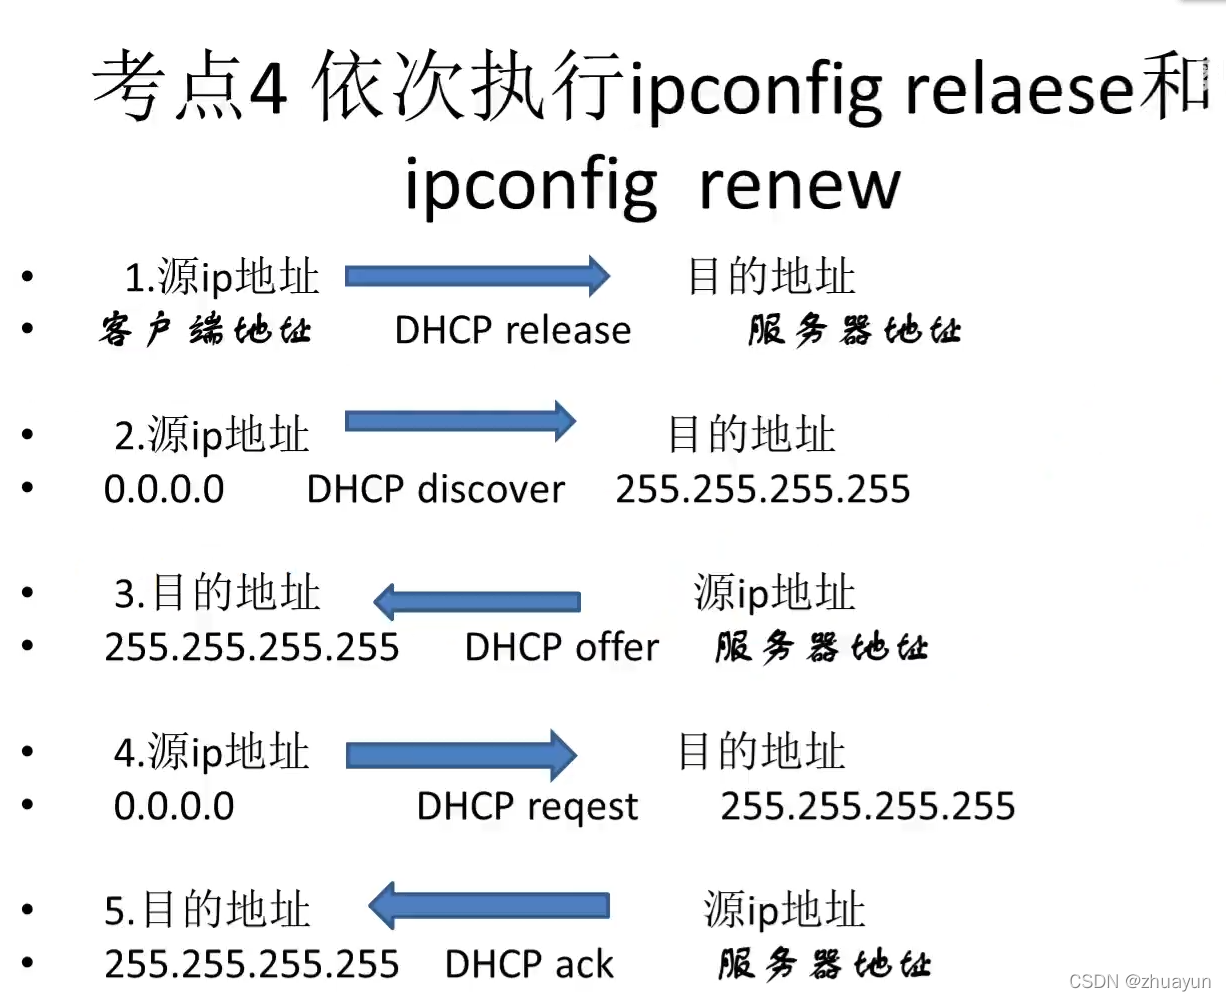 考点4 依次执行ipconfig relaese和
ipconfig renew
• 1.源ip地址 目的地址
• 客户端地址 DHCP release 服务器地址
• 2.源ip地址 目的地址
• 0.0.0.0 DHCP discover 255.255.255.255
• 3.目的地址 源ip地址
• 255.255.255.255 DHCP offer 服务器地址
• 4.源ip地址 目的地址
• 0.0.0.0 DHCP reqest 255.255.255.255
• 5.目的地址 源ip地址
• 255.255.255.255 DHCP ack 服务器地址
CSDN @zhuayun